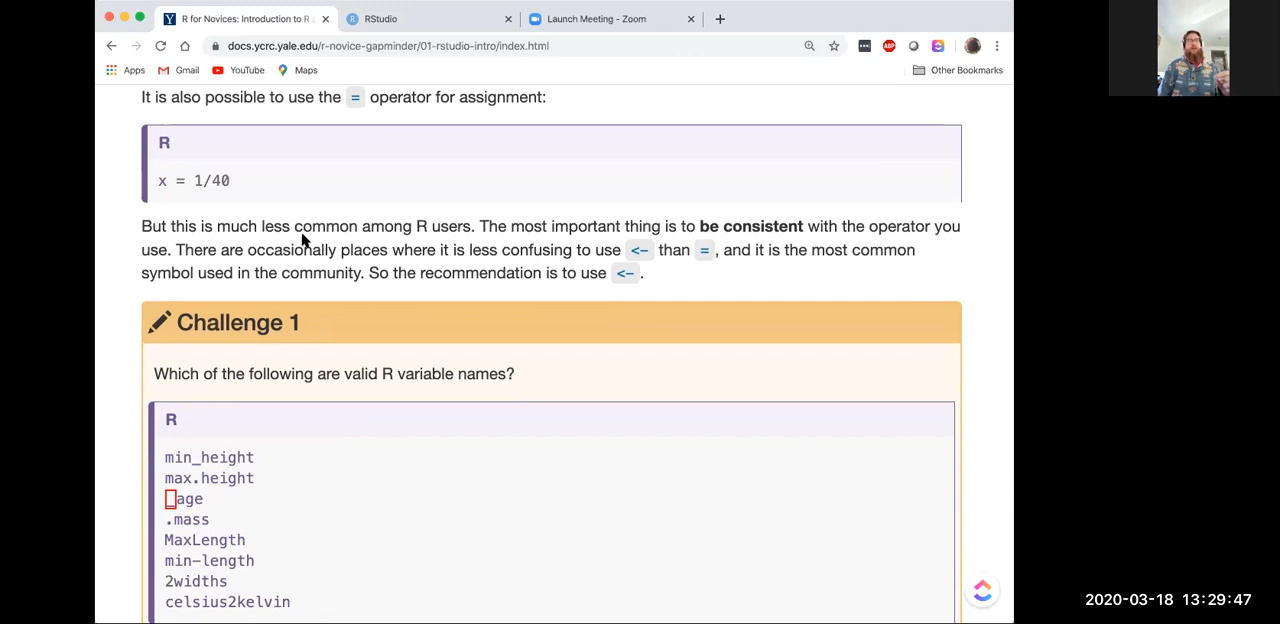 R for Novices: Introduction to R
RStudio
Launch Meeting - Zoom
docs.ycrc.yale.edu/r-novice-gapminder/01-rstudio-intro/index.html
ABP
Apps
Gmail
YouTube
Maps
Other Bookmarks
It is also possible to use the = operator for assignment:
R
x = 1/40
But this is much less common among R users. The most important thing is to be consistent with the operator you
use. There are occasionally places where it is less confusing to use <- than =, and it is the most common
symbol used in the community. So the recommendation is to use <-.
Challenge 1
Which of the following are valid R variable names?
R
min_height
max.height
_age
.mass
MaxLength
min-length
2widths
celsius2kelvin
2020-03-18 13:29:47